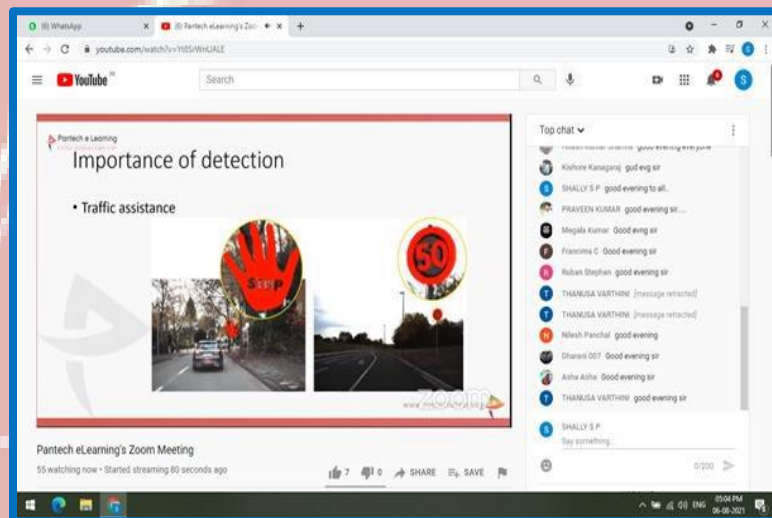 (6) WhatsApp
(6) Pantech eLearning's Zoo
youtube.com/watch?v=
YouTube
Search
Pantech e Learning
Importance of detection
• Traffic assistance
STOP
50
www.
zoom
Pantech eLearning's Zoom Meeting
55 watching now • Started streaming 80 seconds ago
7
0
SHARE
SAVE
Top chat
good evening everyone
Kishore Kanagaraj gud evg sir
SHALLY S P good evening to all..
PRAVEEN KUMAR good evening sir....
Megala Kumar Good evng sir
Francima C Good evening sir
Ruban Stephan good evening sir
THANUSA VARTHINI [message retracted]
THANUSA VARTHINI [message retracted]
Nilesh Panchal good evening
Dharani 007 Good evening sir
Asha Asha Good evening sir
THANUSA VARTHINI good evening sir
SHALLY S P
Say something...
0/200
ENG
05:04 PM
06-08-2021